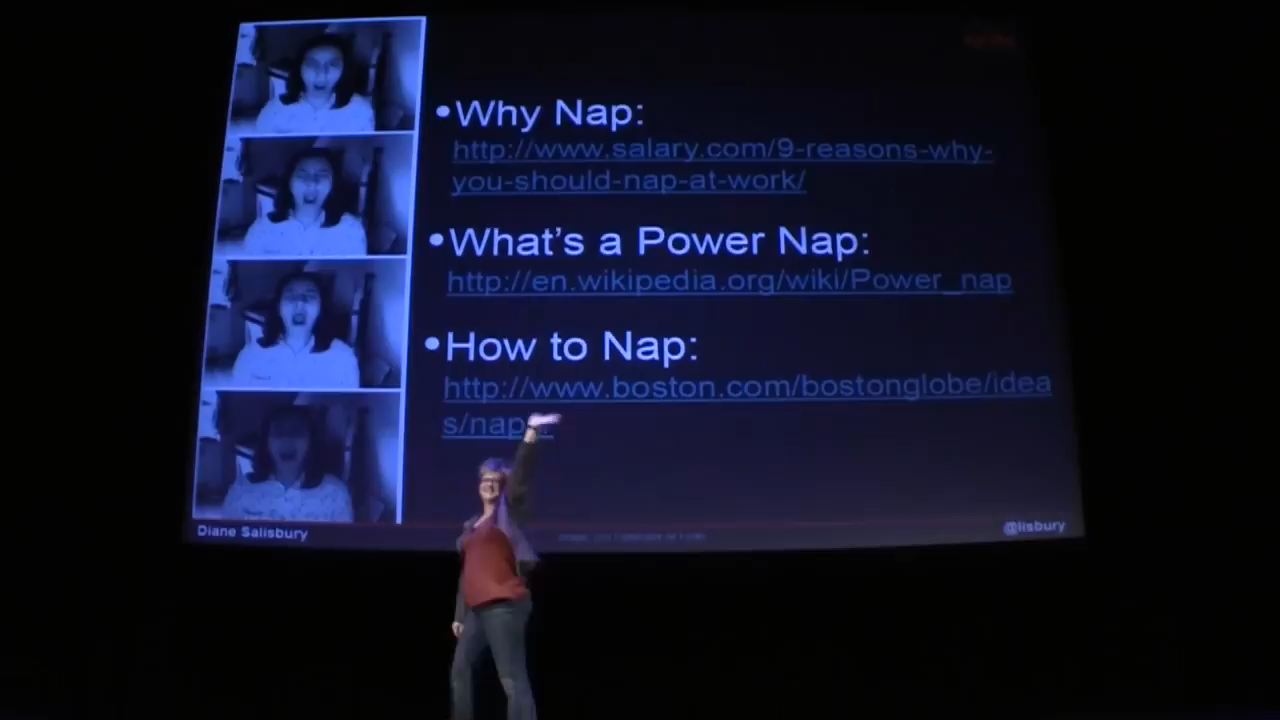 •Why Nap:
http://www.salary.com/9-reasons-why-
you-should-nap-at-work/
•What's a Power Nap:
http://en.wikipedia.org/wiki/Power_nap
•How to Nap:
http://www.boston.com/bostonglobe/idea
s/nap
Diane Salisbury
@lisbury